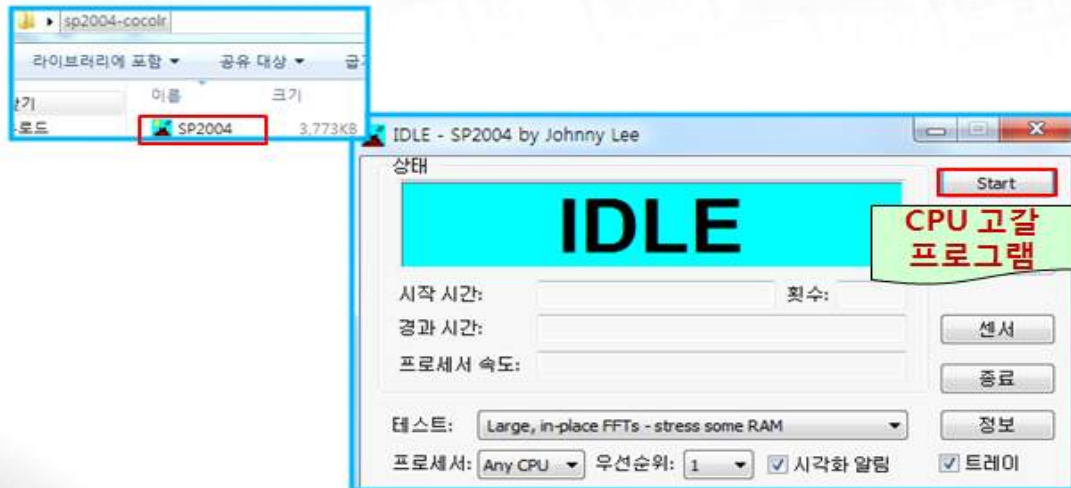 sp2004-cocolr
라이브러리에 포함
공유 대상
이름
크기
SP2004
3,773KB
IDLE - SP2004 by Johnny Lee
상태
IDLE
Start
CPU 고갈
프로그램
시작 시간:
횟수:
경과 시간:
프로세서 속도:
센서
종료
테스트:
Large, in-place FFTs - stress some RAM
정보
프로세서:
Any CPU
우선순위:
1
시각화 알림
트레이